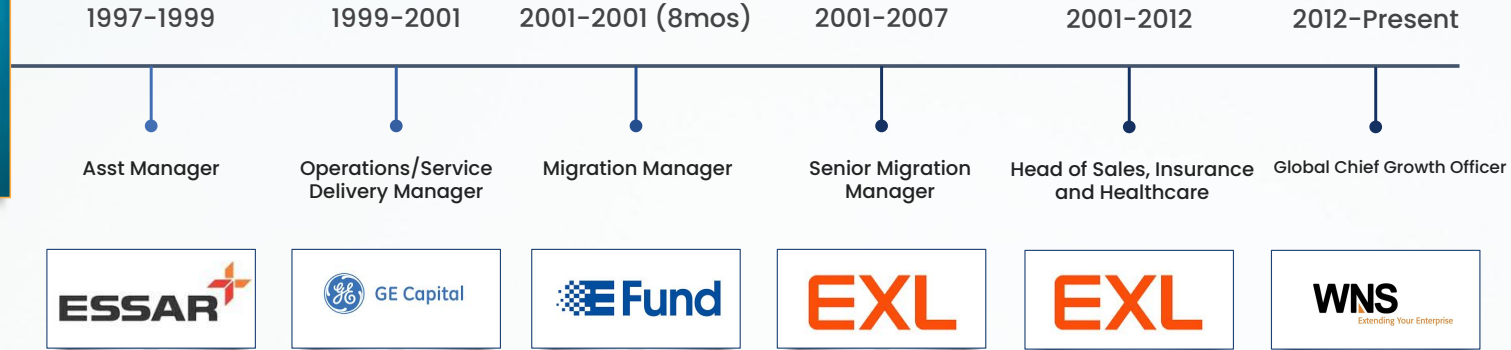 1997-1999
1999-2001
2001-2001 (8mos)
2001-2007
2001-2012
2012-Present
Asst Manager
Operations/Service
Delivery Manager
Migration Manager
Senior Migration
Manager
Head of Sales, Insurance
and Healthcare
Global Chief Growth Officer
ESSAR
GE
GE Capital
E Fund
EXL
EXL
WNS
Extending Your Enterprise